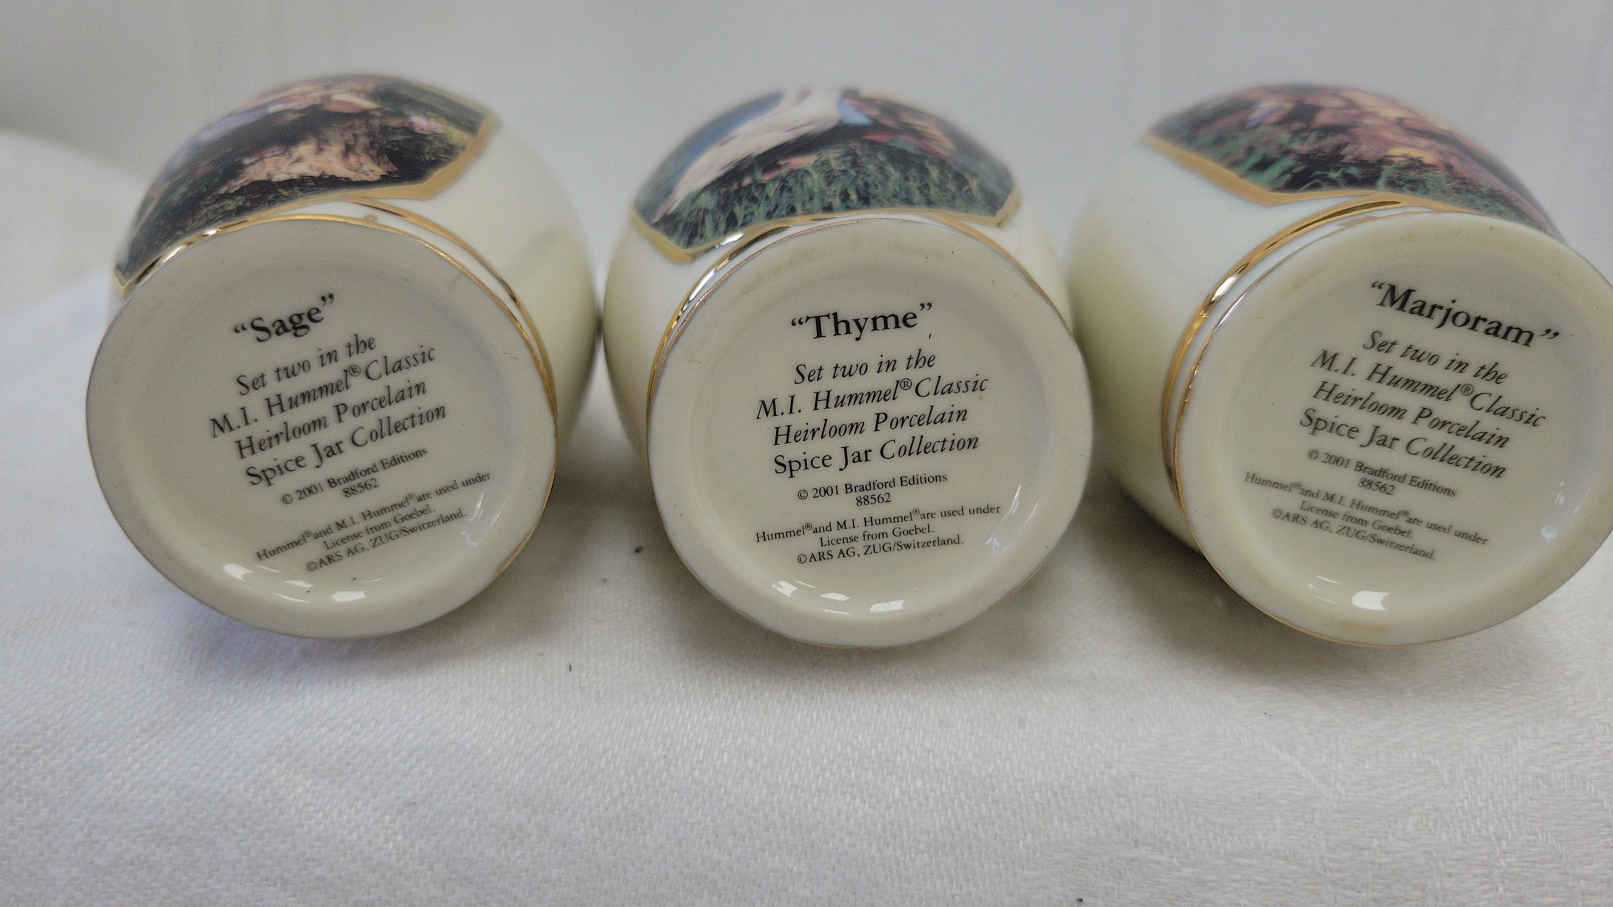 “Sage”
Set two in the
M.I. Hummel® Classic
Heirloom Porcelain
Spice Jar Collection
© 2001 Bradford Editions
88562
Hummel® and M.I. Hummel® are used under
License from Goebel.
©ARS AG, ZUG/Switzerland.
“Thyme”
Set two in the
M.I. Hummel® Classic
Heirloom Porcelain
Spice Jar Collection
© 2001 Bradford Editions
88562
Hummel® and M.I. Hummel® are used under
License from Goebel.
©ARS AG, ZUG/Switzerland.
“Marjoram”
Set two in the
M.I. Hummel® Classic
Heirloom Porcelain
Spice Jar Collection
© 2001 Bradford Editions
88562
Hummel® and M.I. Hummel® are used under
License from Goebel.
©ARS AG, ZUG/Switzerland.